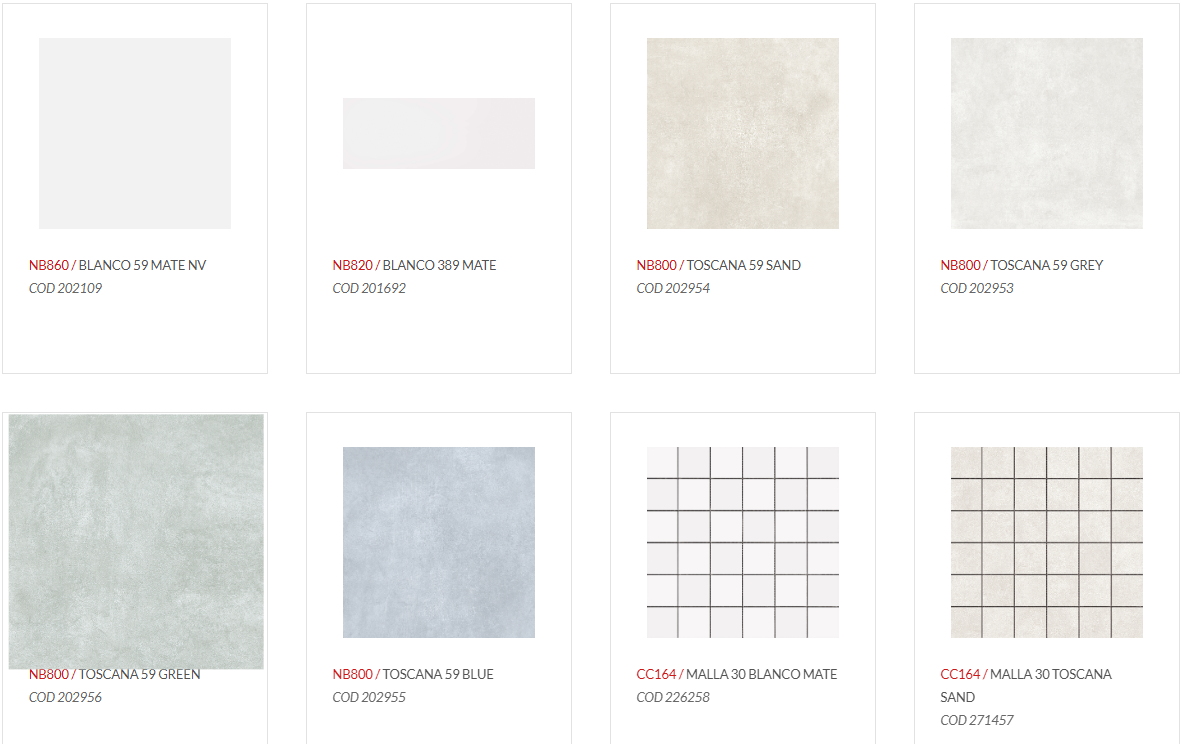 NB860 / BLANCO 59 MATE NV
COD 202109
NB820 / BLANCO 389 MATE
COD 201692
NB800 / TOSCANA 59 SAND
COD 202954
NB800 / TOSCANA 59 GREY
COD 202953
NB800 / TOSCANA 59 GREEN
COD 202956
NB800 / TOSCANA 59 BLUE
COD 202955
CC164 / MALLA 30 BLANCO MATE
COD 226258
CC164 / MALLA 30 TOSCANA
SAND
COD 271457